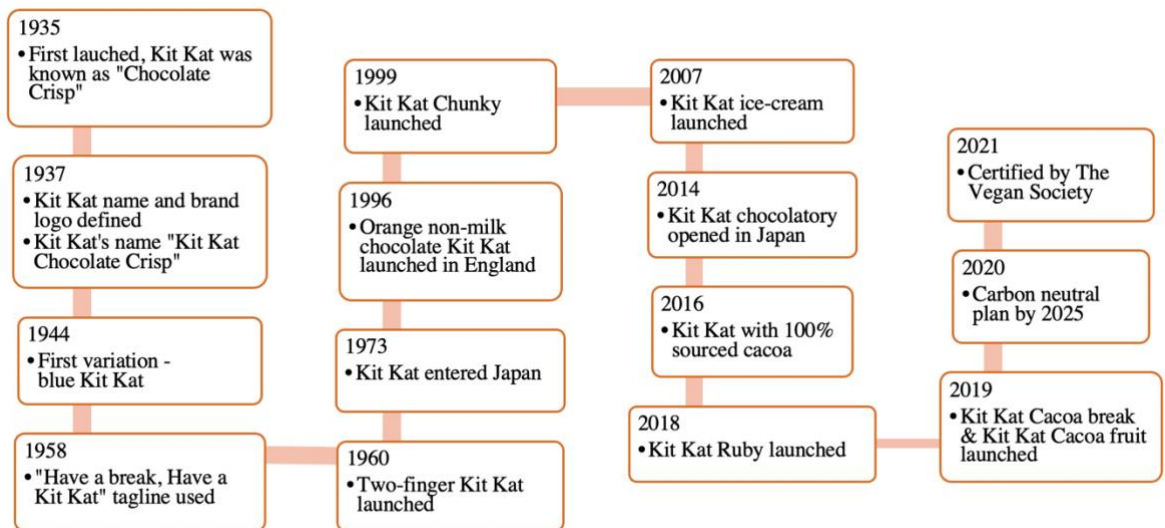 1935
• First lauched, Kit Kat was
known as "Chocolate
Crisp"
1937
• Kit Kat name and brand
logo defined
• Kit Kat's name "Kit Kat
Chocolate Crisp"
1944
• First variation -
blue Kit Kat
1958
• "Have a break, Have a
Kit Kat" tagline used
1960
• Two-finger Kit Kat
launched
1973
• Kit Kat entered Japan
1996
• Orange non-milk
chocolate Kit Kat
launched in England
1999
• Kit Kat Chunky
launched
2007
• Kit Kat ice-cream
launched
2014
• Kit Kat chocolatory
opened in Japan
2016
• Kit Kat with 100%
sourced cacoa
2018
• Kit Kat Ruby launched
2019
• Kit Kat Cacoa break
& Kit Kat Cacoa fruit
launched
2020
• Carbon neutral
plan by 2025
2021
• Certified by The
Vegan Society